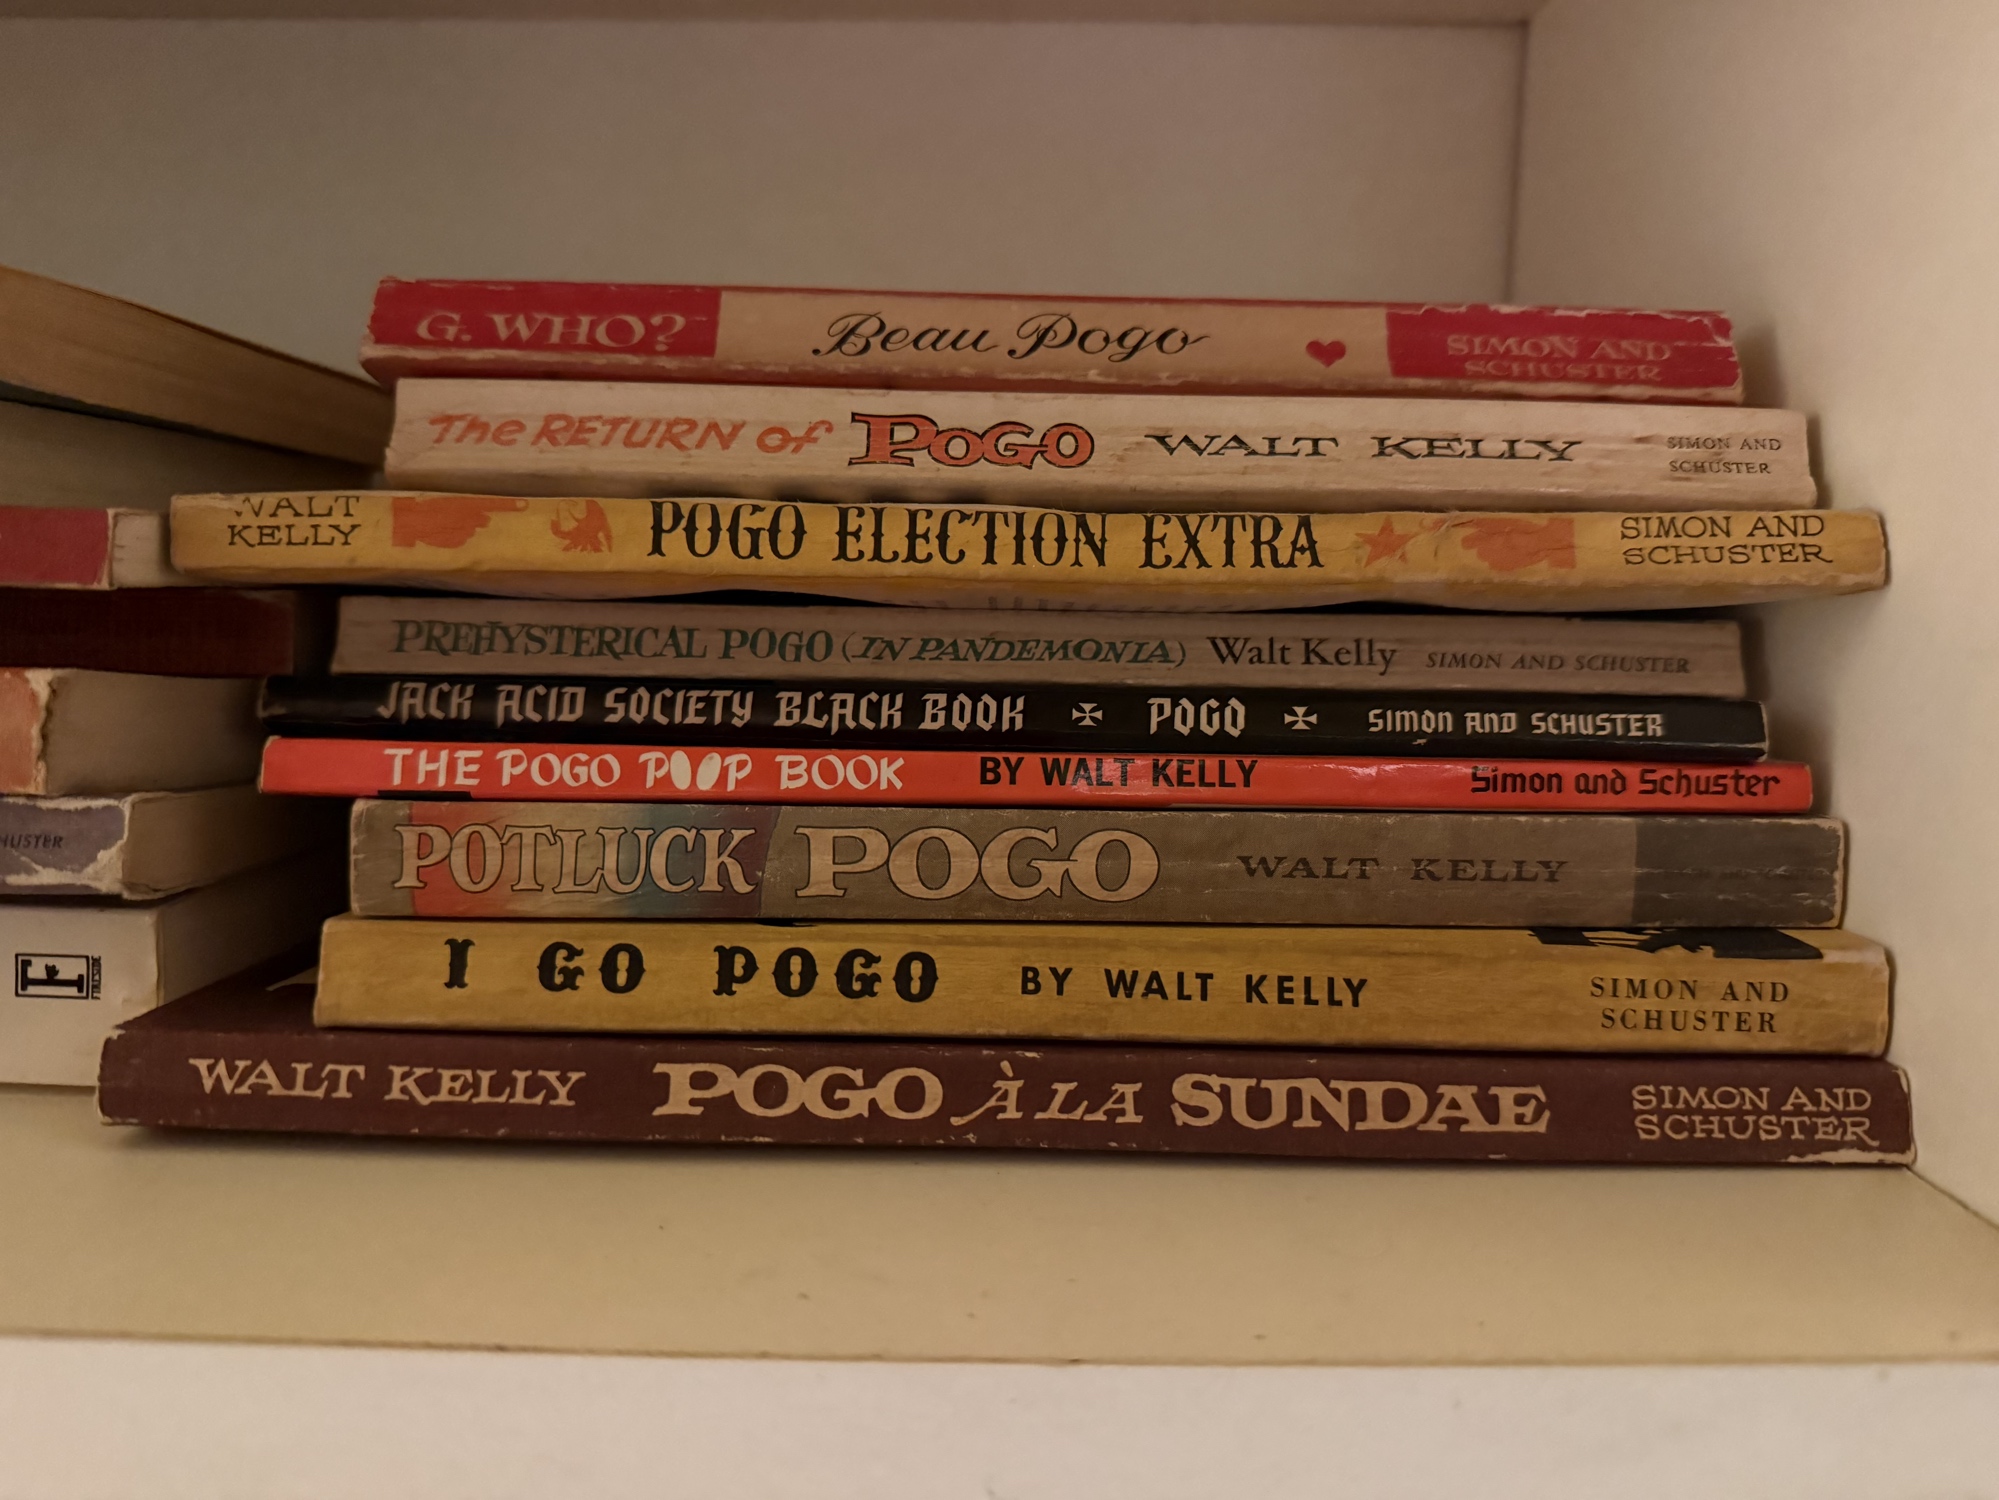 G. WHO? Beau Pogo SIMON AND
SCHUSTER
The RETURN of POGO WALT KELLY SIMON AND
SCHUSTER
WALT
KELLY
POGO ELECTION EXTRA
SIMON AND
SCHUSTER
PREHYSTERICAL POGO (IN PANDEMONIA) Walt Kelly SIMON AND SCHUSTER
JACK ACID SOCIETY BLACK BOOK POGO SIMON AND SCHUSTER
THE POGO POOP BOOK BY WALT KELLY Simon and Schuster
POTLUCK POGO WALT KELLY
I GO POGO BY WALT KELLY SIMON AND
SCHUSTER
WALT KELLY POGO À LA SUNDAE SIMON AND
SCHUSTER
HUSTER
F
FIRESIDE